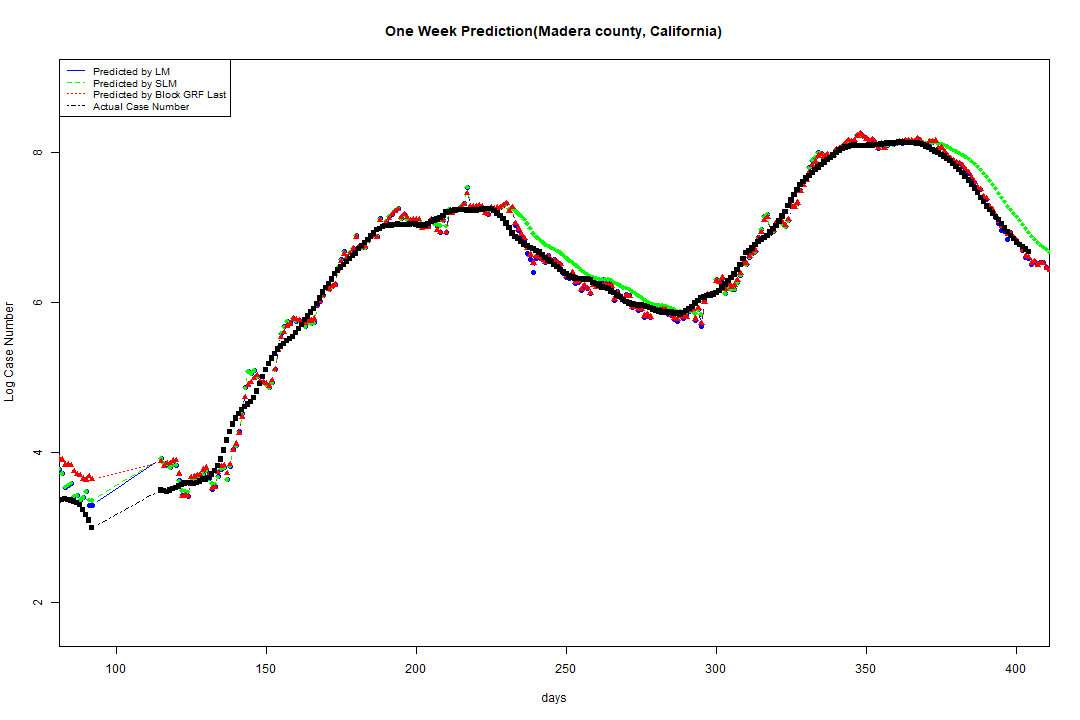 One Week Prediction(Madera county, California)
Predicted by LM
Predicted by SLM
Predicted by Block GRF Last
Actual Case Number
Log Case Number
8
6
4
2
100 150 200 250 300 350 400
days